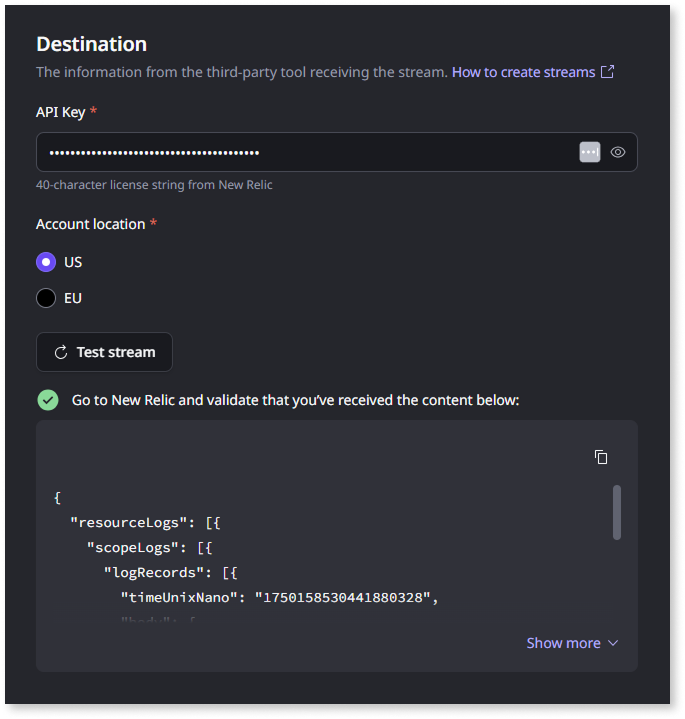 Destination
The information from the third-party tool receiving the stream. How to create streams
API Key *
••••••••••••••••••••••••••••••••••••••••
40-character license string from New Relic
Account location *
US
EU
Test stream
Go to New Relic and validate that you’ve received the content below:
{
"resourceLogs": [{
"scopeLogs": [{
"logRecords": [{
"timeUnixNano": "1750158530441880328",
"body": {
Show more